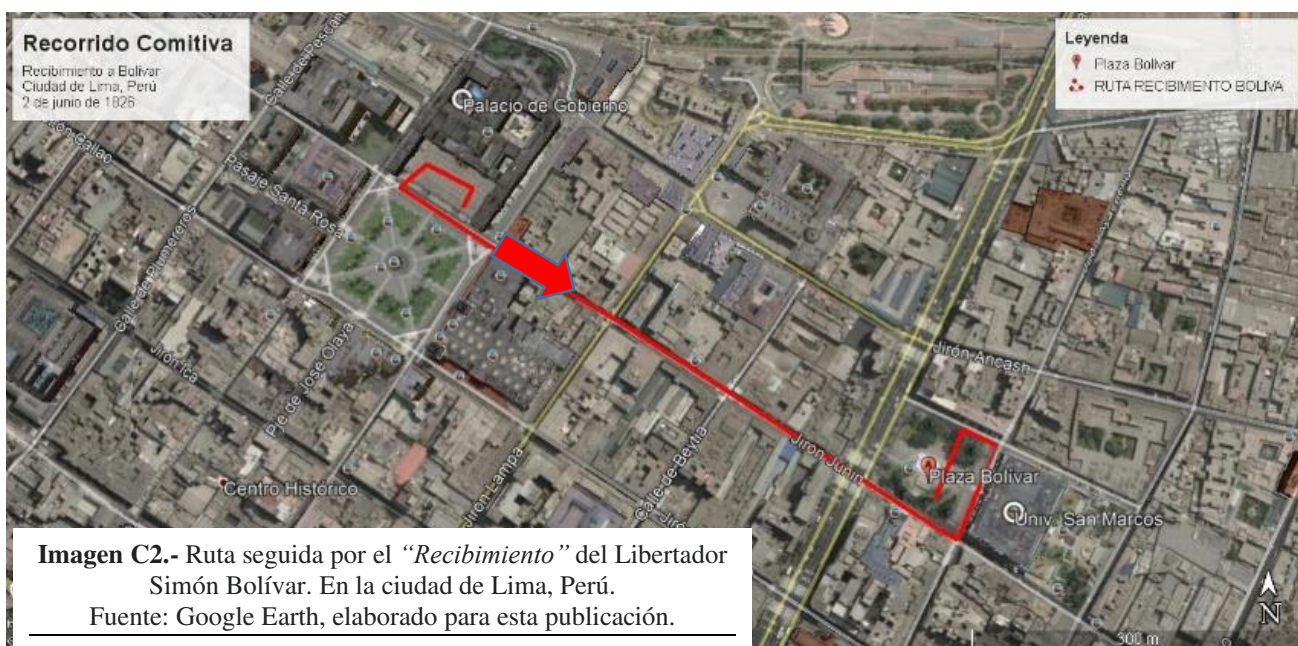 Recorrido Comitiva
Recibimiento a Bolívar
Ciudad de Lima, Perú
2 de junio de 1826
Leyenda
Plaza Bolívar
RUTA RECIBIMIENTO BOLIVA
Calle de Pescant
Palacio de Gobierno
Jirón Callao
Pasaje Santa Rosa
Calle de Plumereros
Jirón Ica
Pje de Jose Olaya
Jirón Ancash
Jirón Junín
Plaza Bolívar
Calle de Beytia
Jirón Lampa
Centro Histórico
Univ. San Marcos
Jiró
Imagen C2.- Ruta seguida por el “Recibimiento” del Libertador
Simón Bolívar. En la ciudad de Lima, Perú.
Fuente: Google Earth, elaborado para esta publicación.
N
300 m